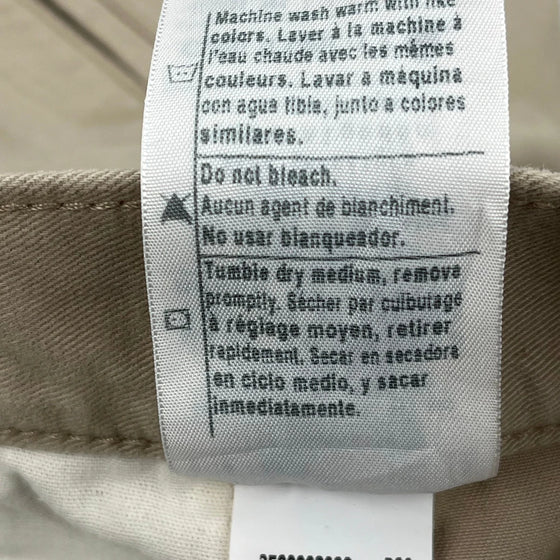 Machine wash warm with like
colors. Laver à la machine à
l'eau chaude avec les mêmes
couleurs. Lavar a máquina
con agua tibia, junto a colores
similares.
Do not bleach.
Aucun agent de blanchiment.
No usar blanqueador.
Tumble dry medium, remove
promptly. Sécher par culbutage
à réglage moyen, retirer
rapidement. Secar en secadora
en ciclo medio, y sacar
inmediatamente.